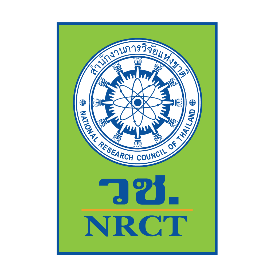 สำนักงานการวิจัยแห่งชาติ
NATIONAL RESEARCH COUNCIL OF THAILAND
วช.
NRCT